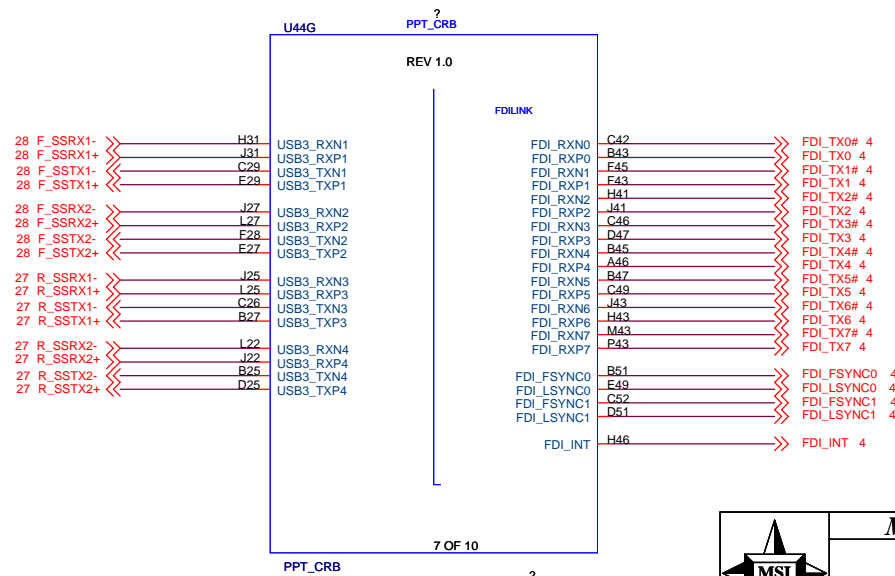 ?
U44G PPT_CRB
REV 1.0
FDILINK
28 F_SSRX1- H31 USB3_RXN1
28 F_SSRX1+ J31 USB3_RXP1
28 F_SSTX1- C29 USB3_TXN1
28 F_SSTX1+ E29 USB3_TXP1
28 F_SSRX2- J27 USB3_RXN2
28 F_SSRX2+ L27 USB3_RXP2
28 F_SSTX2- F28 USB3_TXN2
28 F_SSTX2+ E27 USB3_TXP2
27 R_SSRX1- J25 USB3_RXN3
27 R_SSRX1+ L25 USB3_RXP3
27 R_SSTX1- C26 USB3_TXN3
27 R_SSTX1+ B27 USB3_TXP3
27 R_SSRX2- L22 USB3_RXN4
27 R_SSRX2+ J22 USB3_RXP4
27 R_SSTX2- B25 USB3_TXN4
27 R_SSTX2+ D25 USB3_TXP4
FDI_RXN0 C42 FDI_TX0# 4
FDI_RXP0 B43 FDI_TX0 4
FDI_RXN1 F45 FDI_TX1# 4
FDI_RXP1 F43 FDI_TX1 4
FDI_RXN2 H41 FDI_TX2# 4
FDI_RXP2 J41 FDI_TX2 4
FDI_RXN3 C46 FDI_TX3# 4
FDI_RXP3 D47 FDI_TX3 4
FDI_RXN4 B45 FDI_TX4# 4
FDI_RXP4 A46 FDI_TX4 4
FDI_RXN5 B47 FDI_TX5# 4
FDI_RXP5 C49 FDI_TX5 4
FDI_RXN6 J43 FDI_TX6# 4
FDI_RXP6 H43 FDI_TX6 4
FDI_RXN7 M43 FDI_TX7# 4
FDI_RXP7 P43 FDI_TX7 4
FDI_FSYNC0 B51 FDI_FSYNC0 4
FDI_LSYNC0 E49 FDI_LSYNC0 4
FDI_FSYNC1 C52 FDI_FSYNC1 4
FDI_LSYNC1 D51 FDI_LSYNC1 4
FDI_INT H46 FDI_INT 4
7 OF 10
PPT_CRB
?
MSI